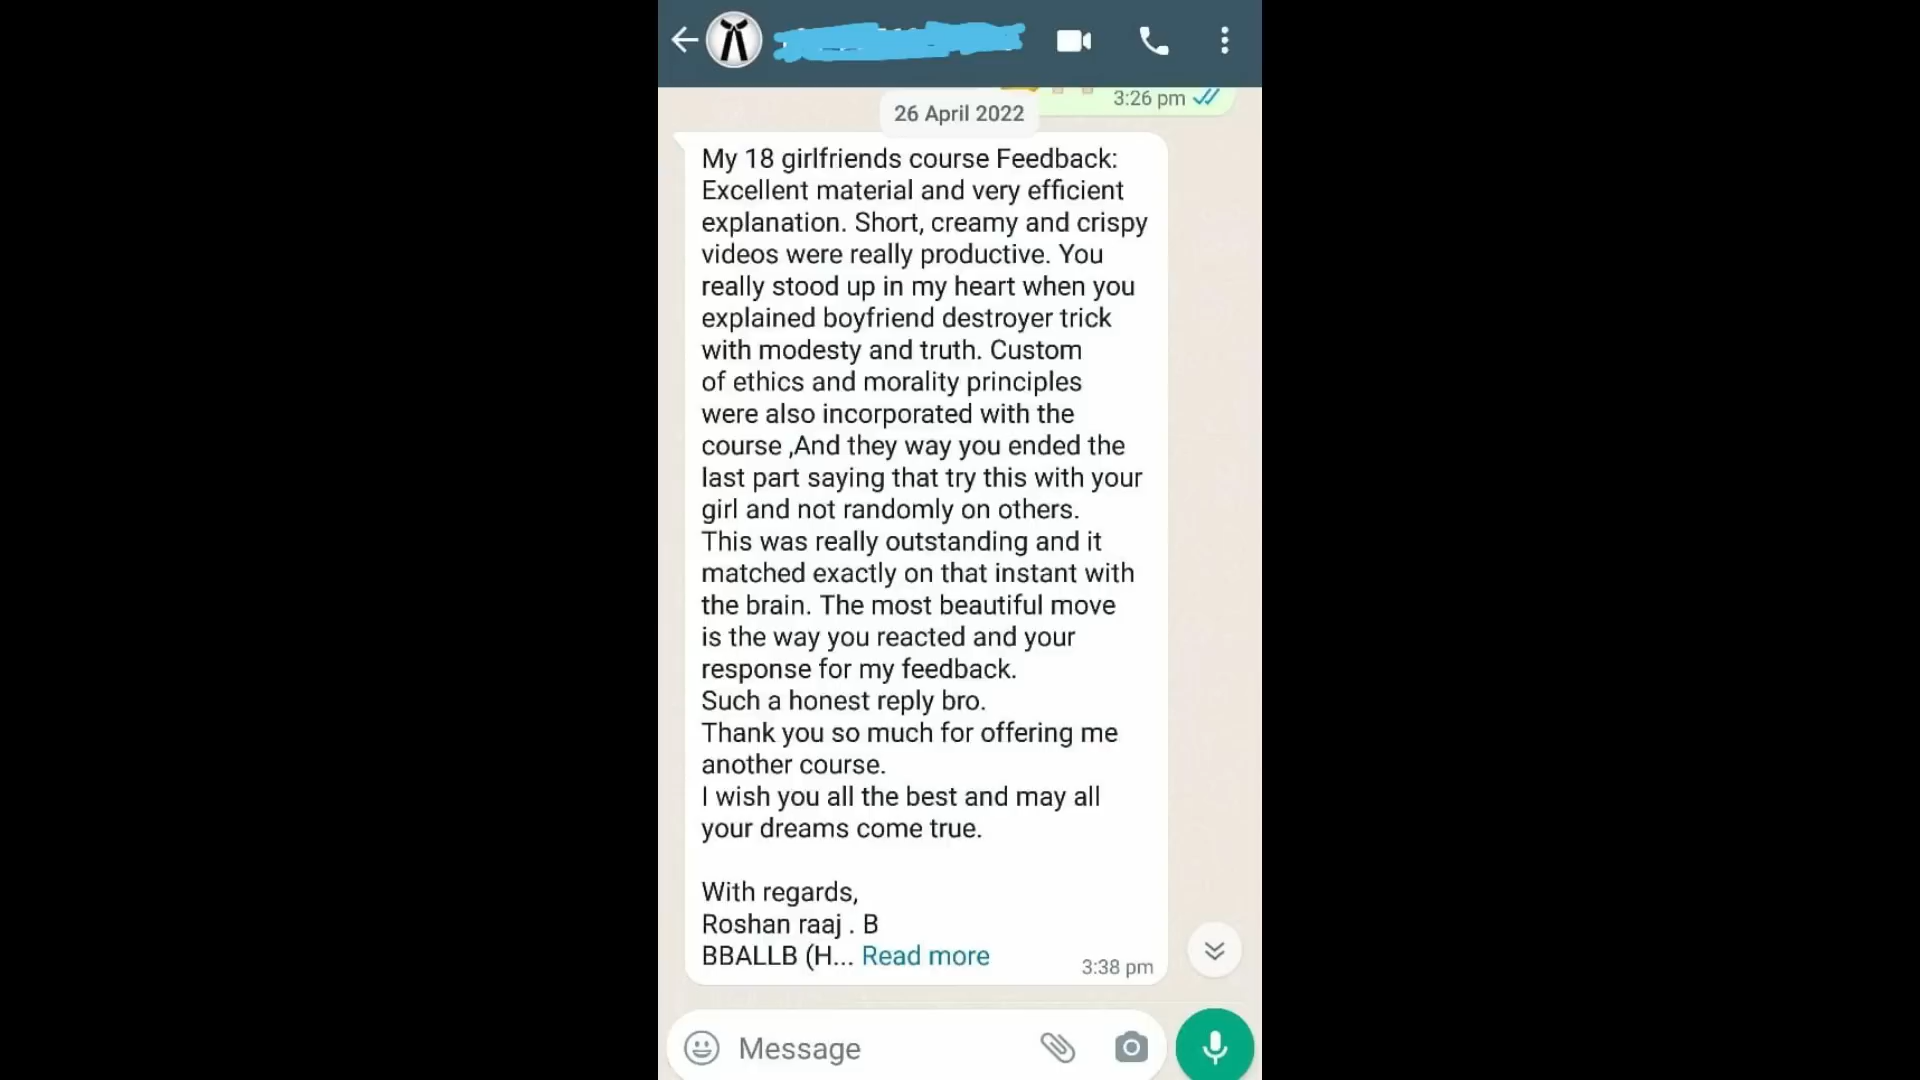 3:26 pm
26 April 2022
My 18 girlfriends course Feedback:
Excellent material and very efficient
explanation. Short, creamy and crispy
videos were really productive. You
really stood up in my heart when you
explained boyfriend destroyer trick
with modesty and truth. Custom
of ethics and morality principles
were also incorporated with the
course ,And they way you ended the
last part saying that try this with your
girl and not randomly on others.
This was really outstanding and it
matched exactly on that instant with
the brain. The most beautiful move
is the way you reacted and your
response for my feedback.
Such a honest reply bro.
Thank you so much for offering me
another course.
I wish you all the best and may all
your dreams come true.
With regards,
Roshan raaj . B
BBALLB (H... Read more
3:38 pm
Message